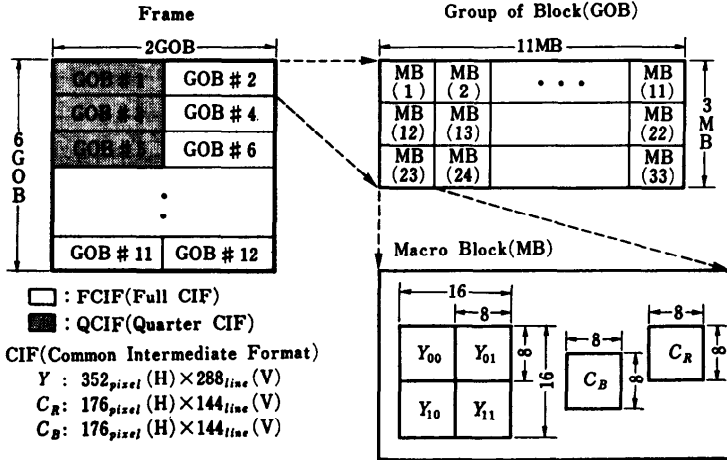 Frame
2GOB
6GOB
GOB # 1
GOB # 2
GOB # 3
GOB # 4
GOB # 5
GOB # 6
GOB # 11
GOB # 12
Group of Block(GOB)
11MB
3MB
MB (1)
MB (2)
. . .
MB (11)
MB (12)
MB (13)
MB (22)
MB (23)
MB (24)
MB (33)
: FCIF(Full CIF)
: QCIF(Quarter CIF)
CIF(Common Intermediate Format)
Y : 352pixel (H)×288line (V)
CR: 176pixel (H)×144line (V)
CB: 176pixel (H)×144line (V)
Macro Block(MB)
16
8
Y00
Y01
8
16
Y10
Y11
8
CB
8
8
CR
8